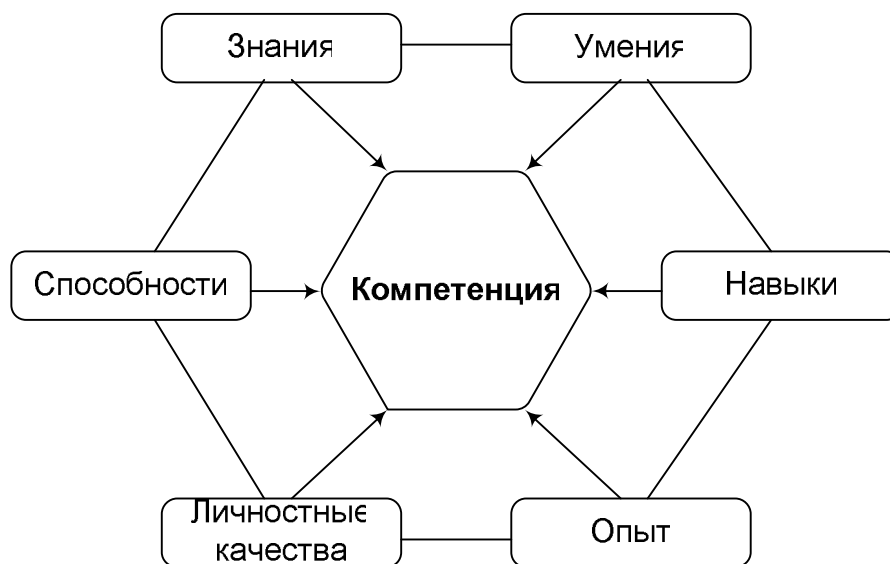 Знания
Умения
Способности
Компетенция
Навыки
Личностные
качества
Опыт